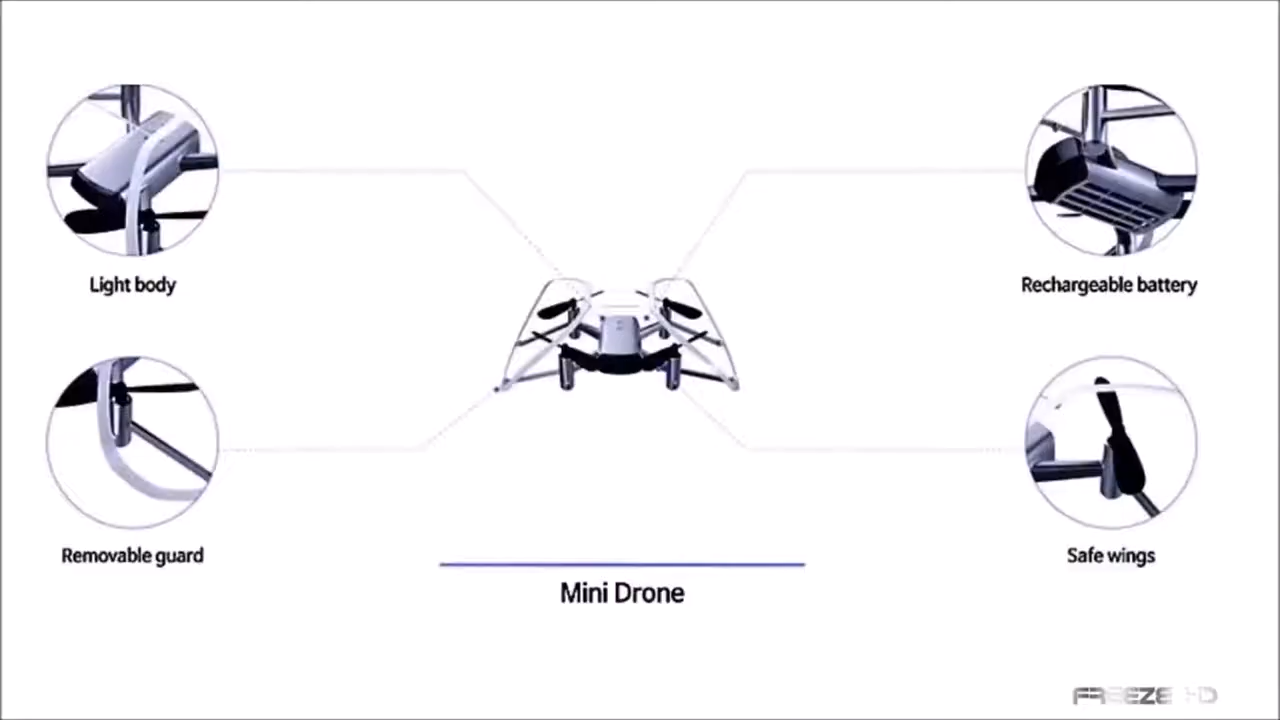 Light body
Rechargeable battery
Removable guard
Safe wings
Mini Drone